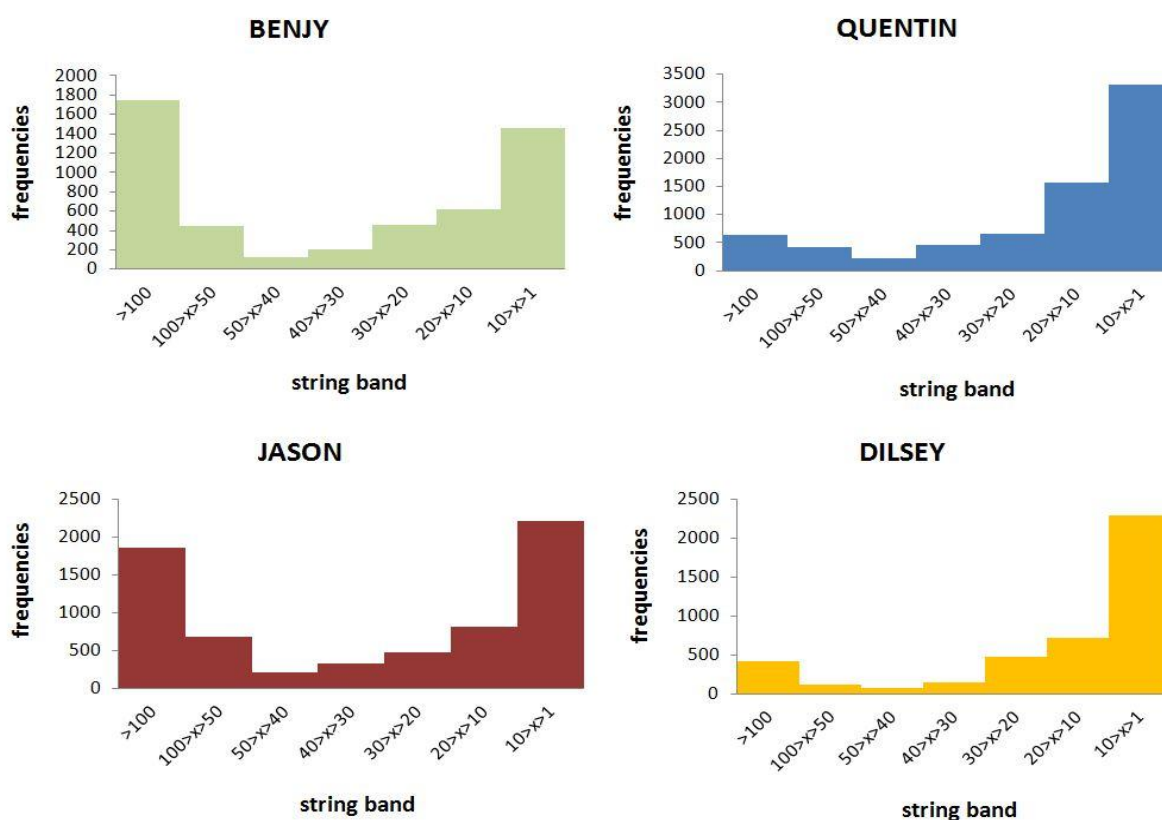 BENJY
frequencies
2000
1800
1600
1400
1200
1000
800
600
400
200
0
>100
100>x>50
50>x>40
40>x>30
30>x>20
20>x>10
10>x>1
string band
QUENTIN
frequencies
3500
3000
2500
2000
1500
1000
500
0
>100
100>x>50
50>x>40
40>x>30
30>x>20
20>x>10
10>x>1
string band
JASON
frequencies
2500
2000
1500
1000
500
0
>100
100>x>50
50>x>40
40>x>30
30>x>20
20>x>10
10>x>1
string band
DILSEY
frequencies
2500
2000
1500
1000
500
0
>100
100>x>50
50>x>40
40>x>30
30>x>20
20>x>10
10>x>1
string band